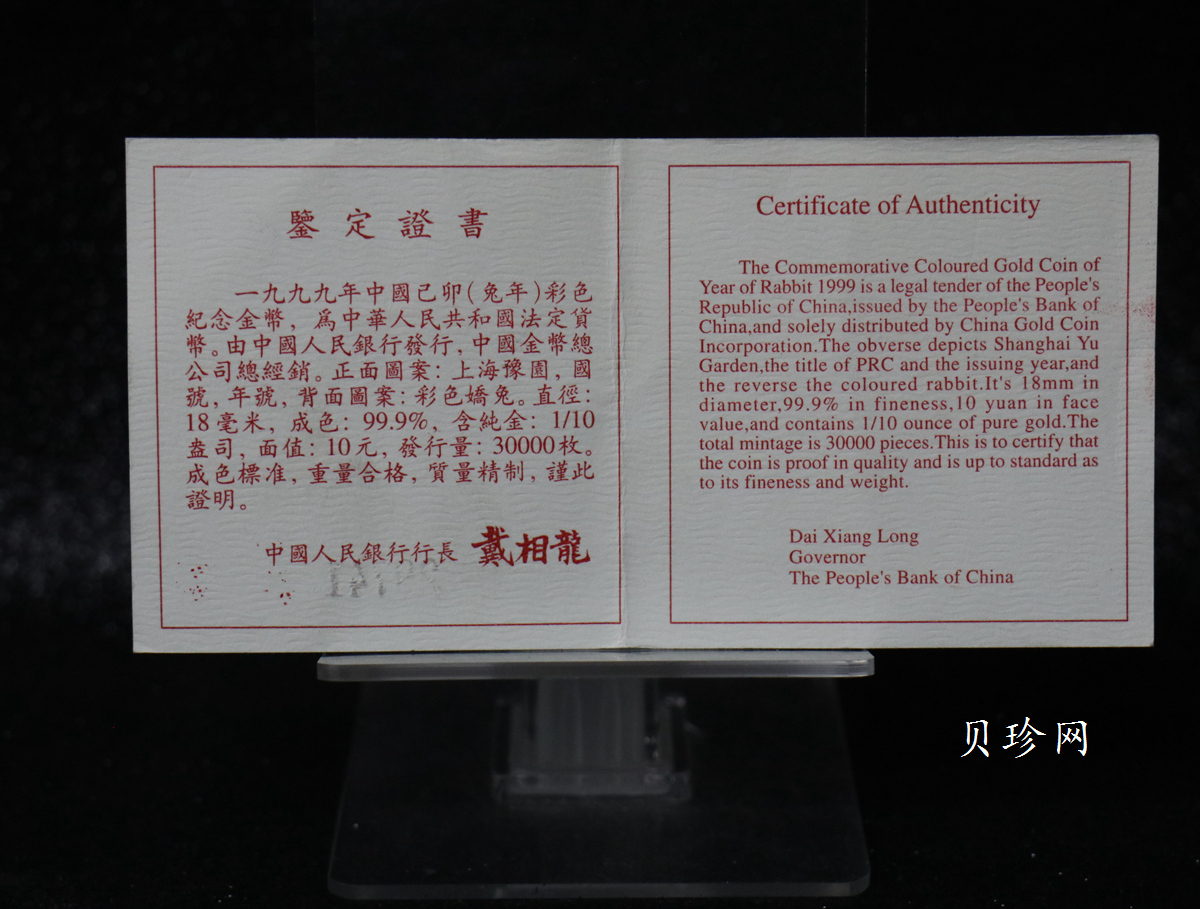 鑒定證書
一九九九年中國己卯(兔年)彩色
紀念金幣，爲中華人民共和國法定貨
幣。由中國人民銀行發行，中國金幣總
公司總經銷。正面圖案：上海豫園，國
號，年號，背面圖案：彩色嬌兔。直徑：
18毫米，成色：99.9%，含純金：1/10
盎司，面值：10元，發行量：30000枚。
成色標准，重量合格，質量精制，謹此
證明。
中國人民銀行行長 戴相龍
Certificate of Authenticity
The Commemorative Coloured Gold Coin of
Year of Rabbit 1999 is a legal tender of the People's
Republic of China,issued by the People's Bank of
China,and solely distributed by China Gold Coin
Incorporation.The obverse depicts Shanghai Yu
Garden,the title of PRC and the issuing year,and
the reverse the coloured rabbit.It's 18mm in
diameter,99.9% in fineness,10 yuan in face
value,and contains 1/10 ounce of pure gold.The
total mintage is 30000 pieces.This is to certify that
the coin is proof in quality and is up to standard as
to its fineness and weight.
Dai Xiang Long
Governor
The People's Bank of China
贝珍网